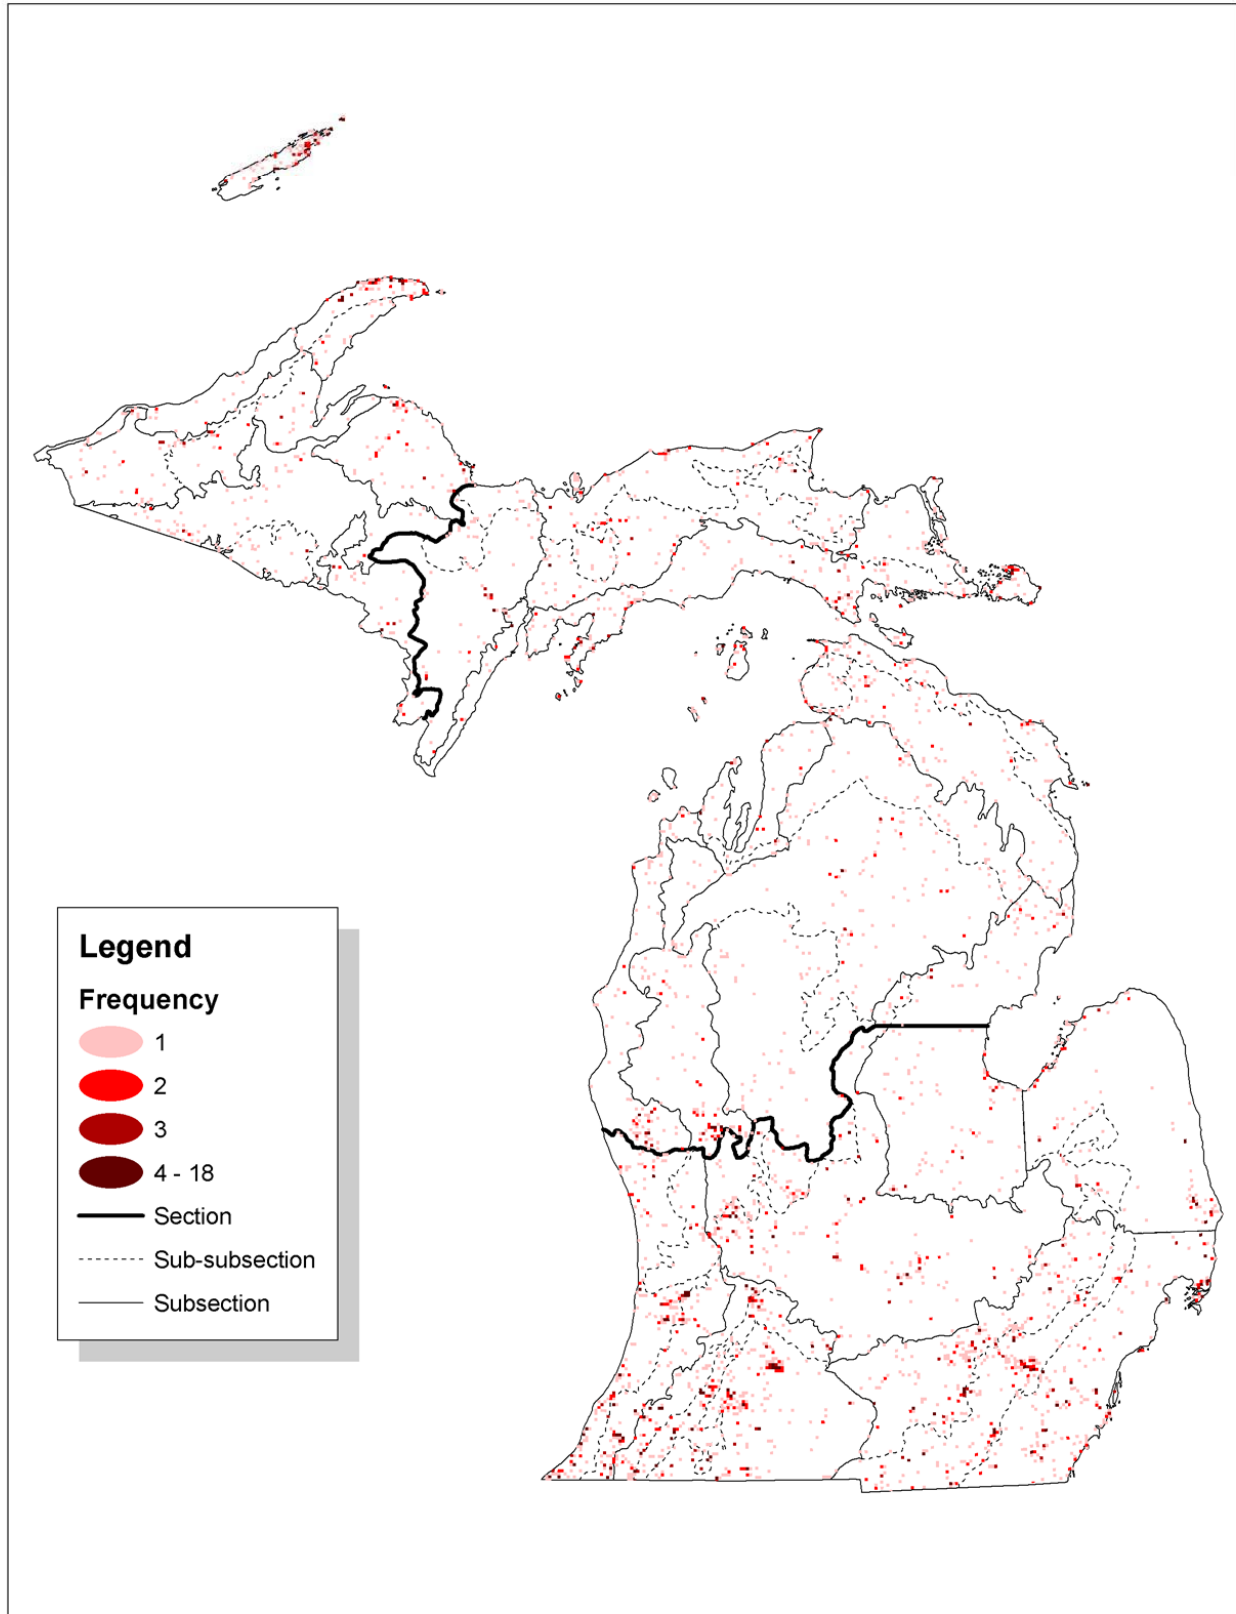 Legend
Frequency
1
2
3
4 - 18
Section
Sub-subsection
Subsection